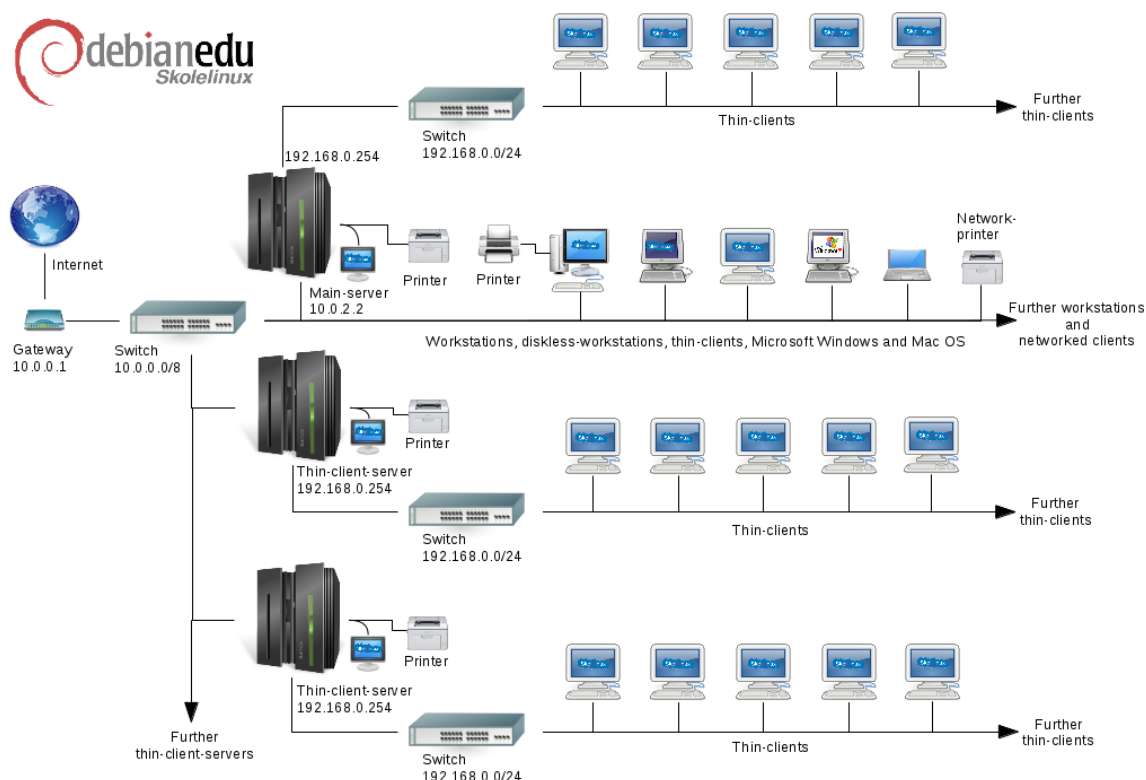 debianedu
Skolelinux
Further
thin-clients
Thin-clients
Switch
192.168.0.0/24
192.168.0.254
Network-
printer
Printer
Printer
Internet
Main-server
10.0.2.2
Windows
Further workstations
and
networked clients
Workstations, diskless-workstations, thin-clients, Microsoft Windows and Mac OS
Gateway
10.0.0.1
Switch
10.0.0.0/8
Printer
Thin-client-server
192.168.0.254
Further
thin-clients
Thin-clients
Switch
192.168.0.0/24
Printer
Thin-client-server
192.168.0.254
Further
thin-client-servers
Further
thin-clients
Thin-clients
Switch
192.168.0.0/24